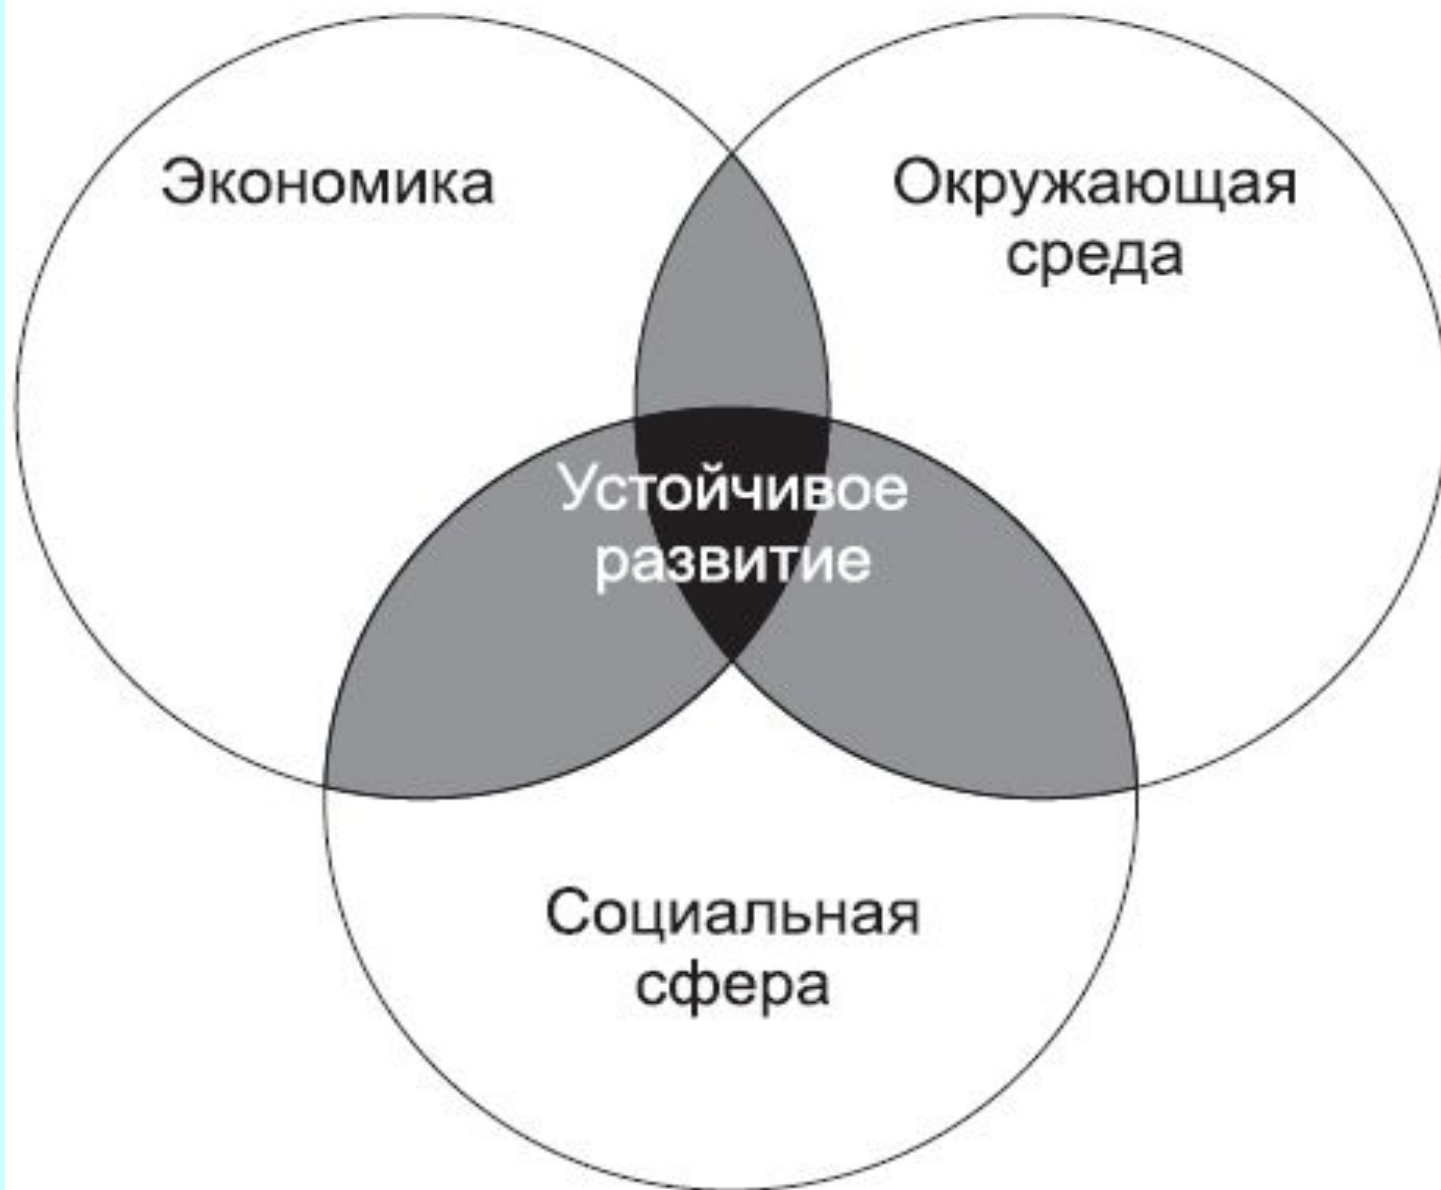 Экономика
Окружающая
среда
Устойчивое
развитие
Социальная
сфера